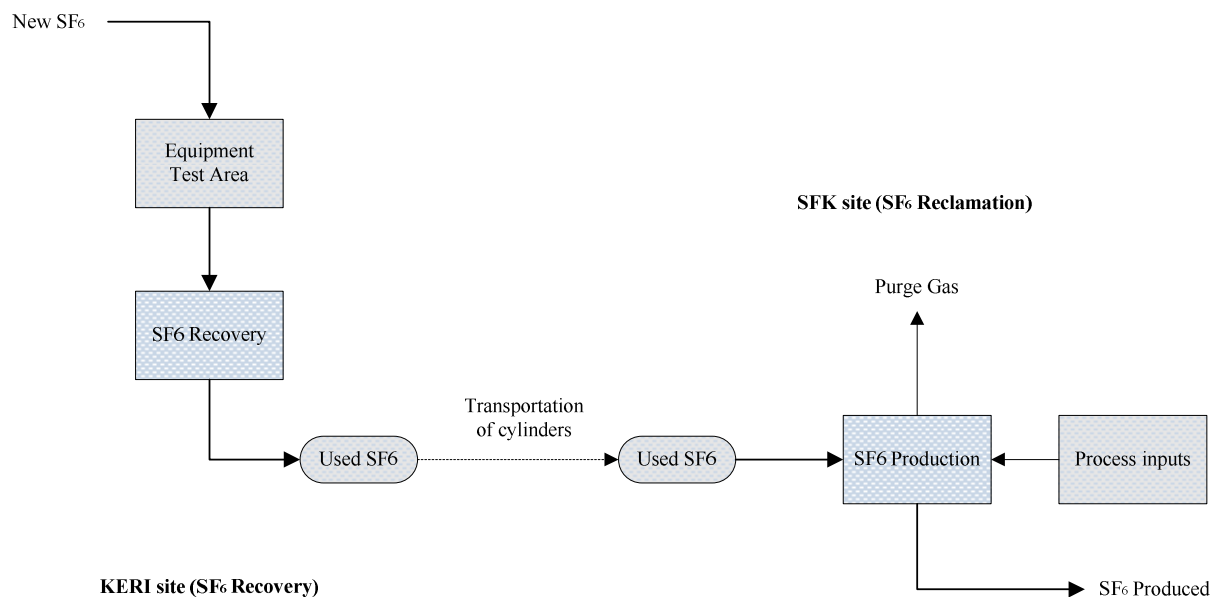 New SF₆
Equipment
Test Area
SFK site (SF₆ Reclamation)
Purge Gas
SF6 Recovery
Transportation
of cylinders
Used SF6
Used SF6
SF6 Production
Process inputs
KERI site (SF₆ Recovery)
SF₆ Produced